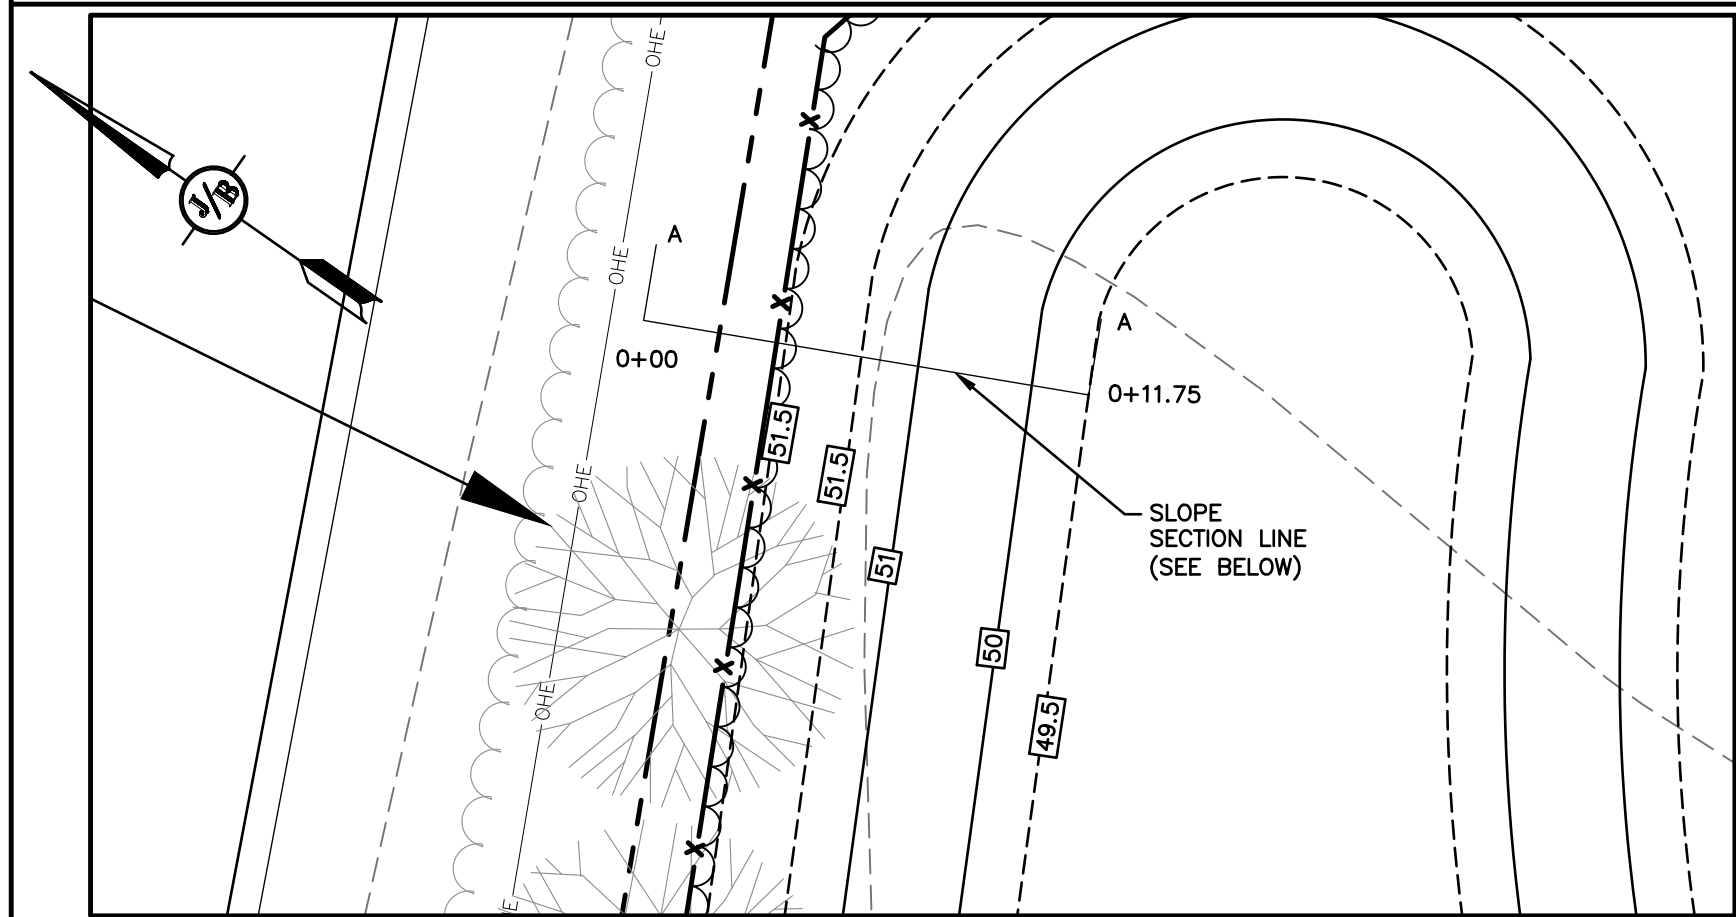 OHE
J/B
A
OHE
A
0+00
0+11.75
51.5
51.5
OHE
SLOPE
SECTION LINE
(SEE BELOW)
51
50
OHE
49.5
HE